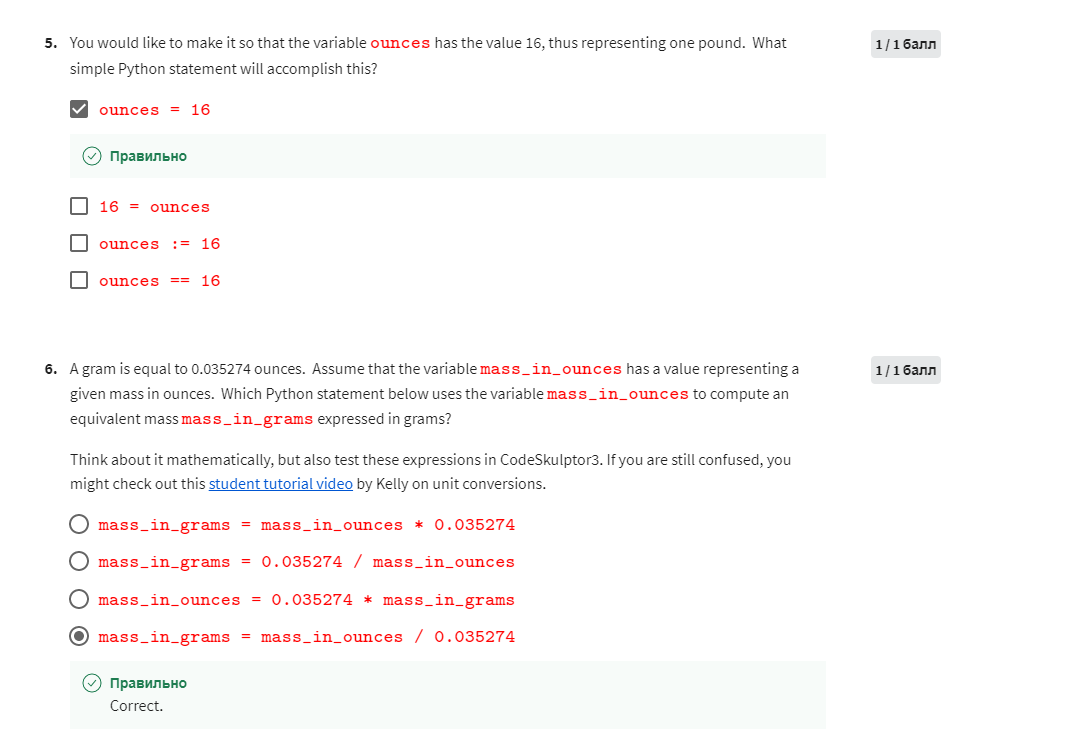 5. You would like to make it so that the variable ounces has the value 16, thus representing one pound. What
1 / 1 балл
simple Python statement will accomplish this?
ounces = 16
Правильно
16 = ounces
ounces := 16
ounces == 16
6. A gram is equal to 0.035274 ounces. Assume that the variable mass_in_ounces has a value representing a
1 / 1 балл
given mass in ounces. Which Python statement below uses the variable mass_in_ounces to compute an
equivalent mass mass_in_grams expressed in grams?
Think about it mathematically, but also test these expressions in CodeSkulptor3. If you are still confused, you
might check out this student tutorial video by Kelly on unit conversions.
mass_in_grams = mass_in_ounces * 0.035274
mass_in_grams = 0.035274 / mass_in_ounces
mass_in_ounces = 0.035274 * mass_in_grams
mass_in_grams = mass_in_ounces / 0.035274
Правильно
Correct.